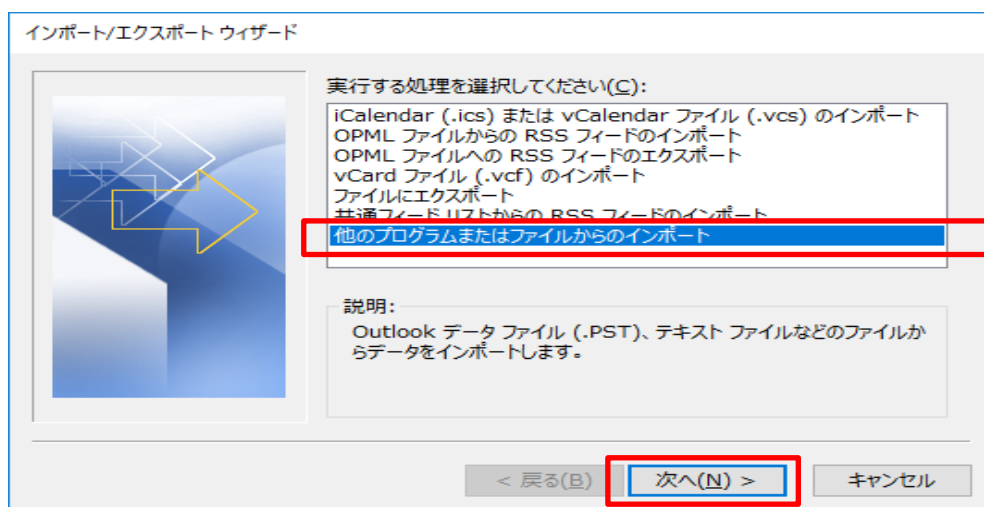 インポート/エクスポート ウィザード
実行する処理を選択してください(C):
iCalendar (.ics) または vCalendar ファイル (.vcs) のインポート
OPML ファイルからの RSS フィードのインポート
OPML ファイルへの RSS フィードのエクスポート
vCard ファイル (.vcf) のインポート
ファイルにエクスポート
共通フィード リストからの RSS フィードのインポート
他のプログラムまたはファイルからのインポート
説明:
Outlook データ ファイル (.PST)、テキスト ファイルなどのファイルか
らデータをインポートします。
< 戻る(B) 次へ(N) > キャンセル